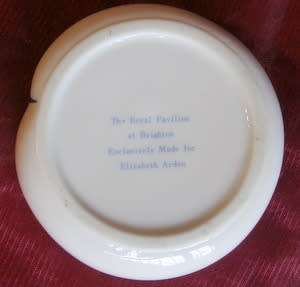 The Royal Pavilion
at Brighton
Exclusively Made for
Elizabeth Arden